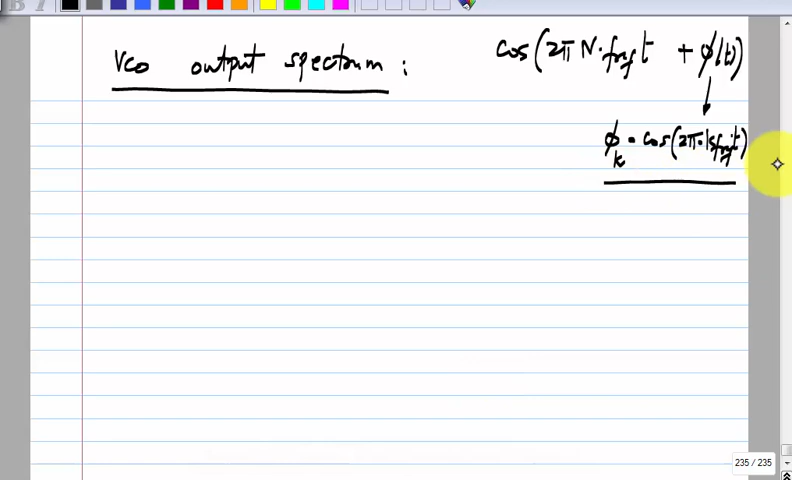 VCO output spectrum : cos(2π N·fref t + ϕ(t))
ϕk · cos(2π·k fref t)
235 / 235